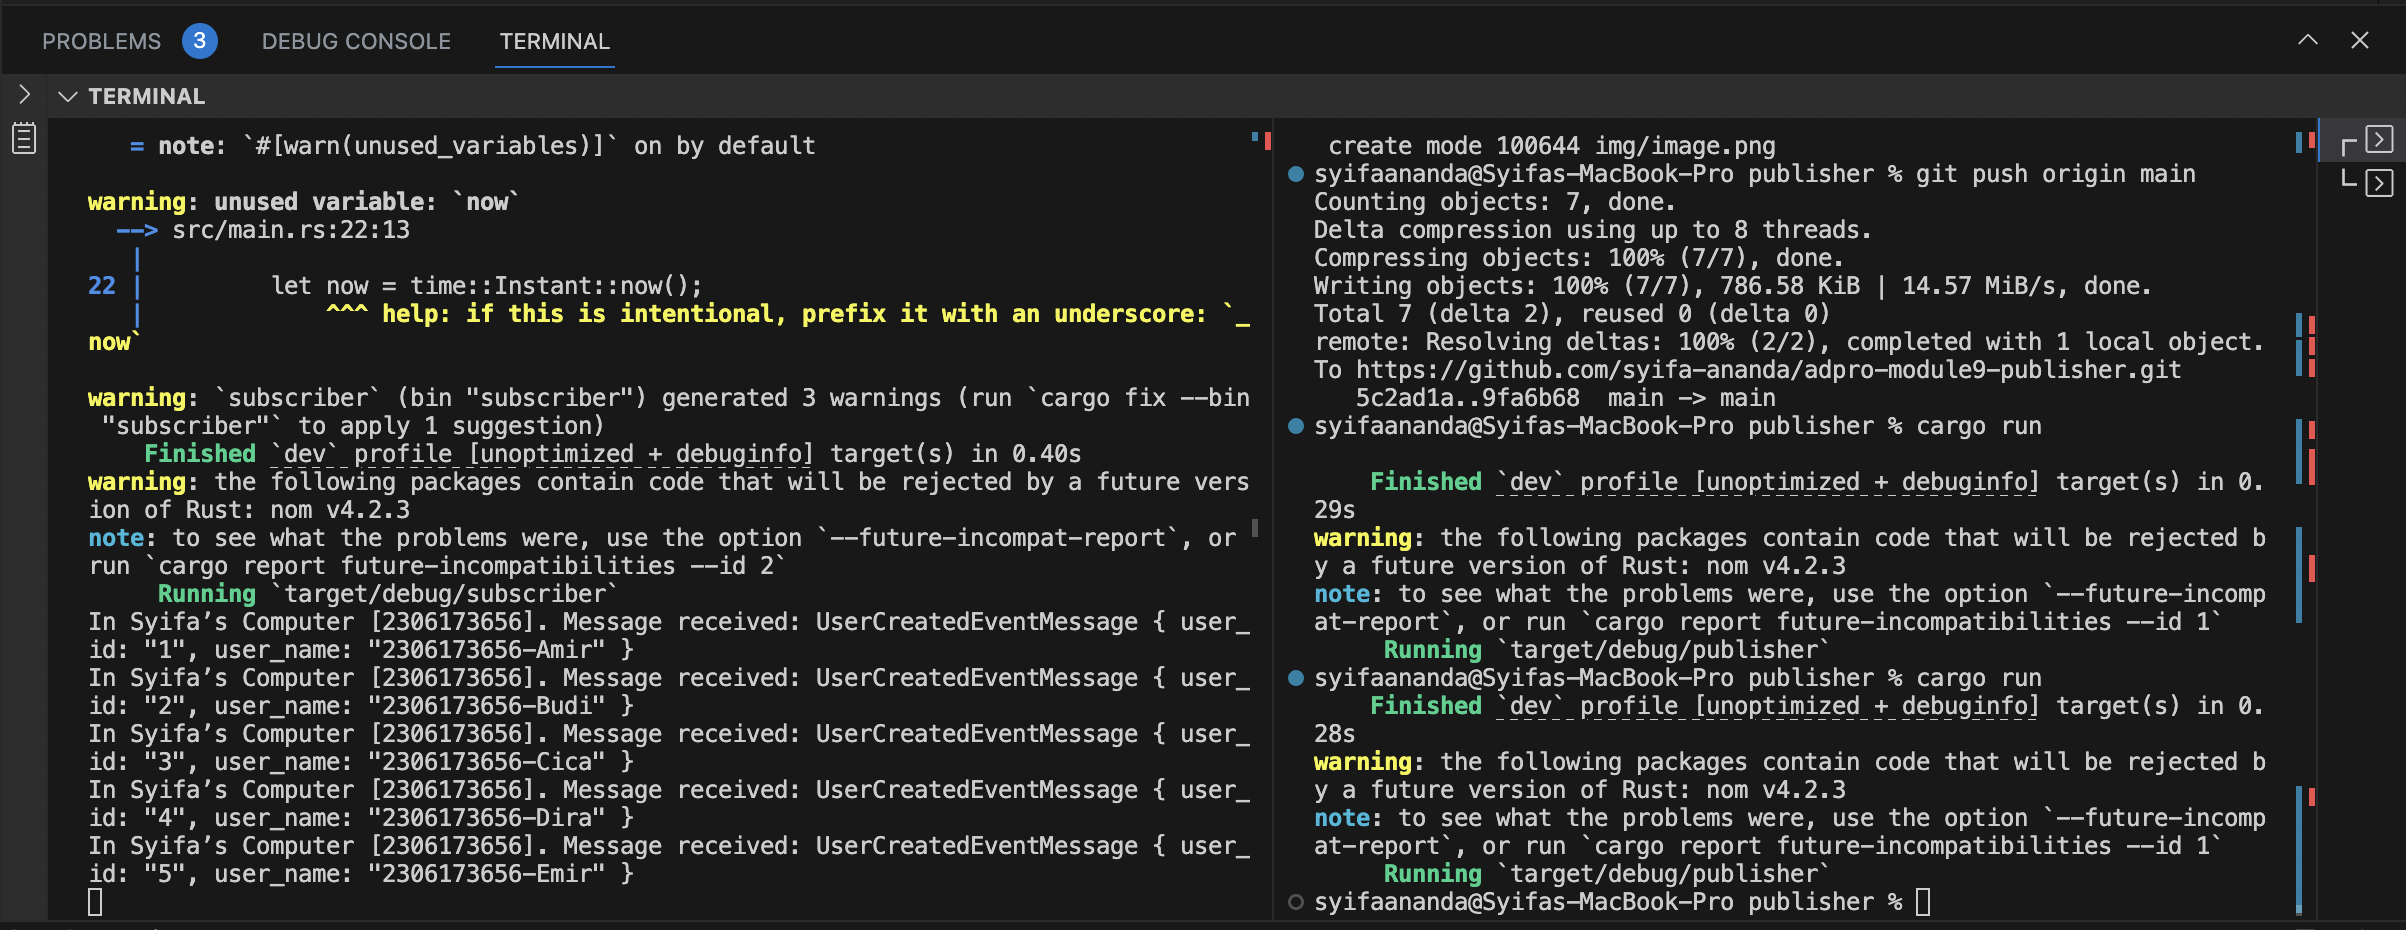 PROBLEMS 3 DEBUG CONSOLE TERMINAL
TERMINAL
= note: `#[warn(unused_variables)]` on by default
warning: unused variable: `now`
--> src/main.rs:22:13
|
22 | let now = time::Instant::now();
| ^^^ help: if this is intentional, prefix it with an underscore: `_
now`
warning: `subscriber` (bin "subscriber") generated 3 warnings (run `cargo fix --bin
"subscriber"` to apply 1 suggestion)
Finished `dev` profile [unoptimized + debuginfo] target(s) in 0.40s
warning: the following packages contain code that will be rejected by a future vers
ion of Rust: nom v4.2.3
note: to see what the problems were, use the option `--future-incompat-report`, or
run `cargo report future-incompatibilities --id 2`
Running `target/debug/subscriber`
In Syifa’s Computer [2306173656]. Message received: UserCreatedEventMessage { user_
id: "1", user_name: "2306173656-Amir" }
In Syifa’s Computer [2306173656]. Message received: UserCreatedEventMessage { user_
id: "2", user_name: "2306173656-Budi" }
In Syifa’s Computer [2306173656]. Message received: UserCreatedEventMessage { user_
id: "3", user_name: "2306173656-Cica" }
In Syifa’s Computer [2306173656]. Message received: UserCreatedEventMessage { user_
id: "4", user_name: "2306173656-Dira" }
In Syifa’s Computer [2306173656]. Message received: UserCreatedEventMessage { user_
id: "5", user_name: "2306173656-Emir" }
create mode 100644 img/image.png
syifaananda@Syifas-MacBook-Pro publisher % git push origin main
Counting objects: 7, done.
Delta compression using up to 8 threads.
Compressing objects: 100% (7/7), done.
Writing objects: 100% (7/7), 786.58 KiB | 14.57 MiB/s, done.
Total 7 (delta 2), reused 0 (delta 0)
remote: Resolving deltas: 100% (2/2), completed with 1 local object.
To https://github.com/syifa-ananda/adpro-module9-publisher.git
5c2ad1a..9fa6b68 main -> main
syifaananda@Syifas-MacBook-Pro publisher % cargo run
Finished `dev` profile [unoptimized + debuginfo] target(s) in 0.
29s
warning: the following packages contain code that will be rejected b
y a future version of Rust: nom v4.2.3
note: to see what the problems were, use the option `--future-incomp
at-report`, or run `cargo report future-incompatibilities --id 1`
Running `target/debug/publisher`
syifaananda@Syifas-MacBook-Pro publisher % cargo run
Finished `dev` profile [unoptimized + debuginfo] target(s) in 0.
28s
warning: the following packages contain code that will be rejected b
y a future version of Rust: nom v4.2.3
note: to see what the problems were, use the option `--future-incomp
at-report`, or run `cargo report future-incompatibilities --id 1`
Running `target/debug/publisher`
syifaananda@Syifas-MacBook-Pro publisher %